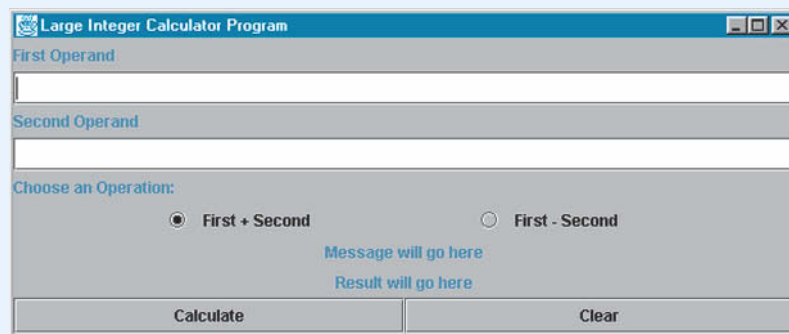 Large Integer Calculator Program
First Operand
Second Operand
Choose an Operation:
First + Second First - Second
Message will go here
Result will go here
Calculate Clear